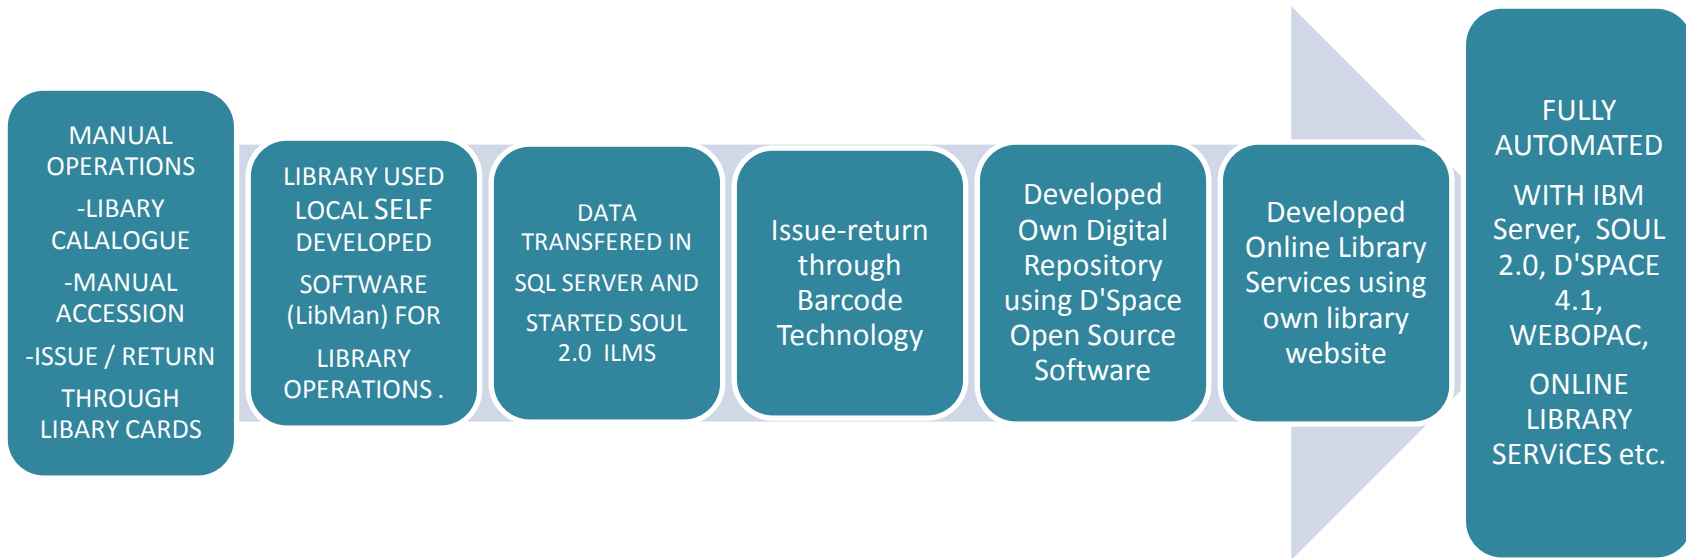 MANUAL
OPERATIONS
-LIBARY
CALALOGUE
-MANUAL
ACCESSION
-ISSUE / RETURN
THROUGH
LIBARY CARDS
LIBRARY USED
LOCAL SELF
DEVELOPED
SOFTWARE
(LibMan) FOR
LIBRARY
OPERATIONS .
DATA
TRANSFERED IN
SQL SERVER AND
STARTED SOUL
2.0 ILMS
Issue-return
through
Barcode
Technology
Developed
Own Digital
Repository
using D'Space
Open Source
Software
Developed
Online Library
Services using
own library
website
FULLY
AUTOMATED
WITH IBM
Server, SOUL
2.0, D'SPACE
4.1,
WEBOPAC,
ONLINE
LIBRARY
SERViCES etc.